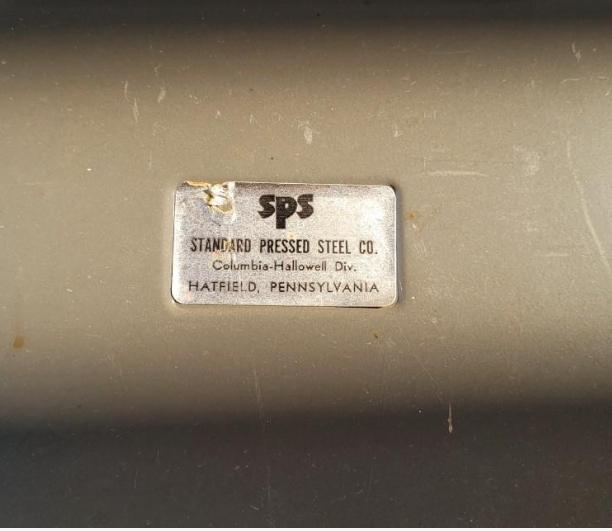 sps
STANDARD PRESSED STEEL CO.
Columbia-Hallowell Div.
HATFIELD, PENNSYLVANIA